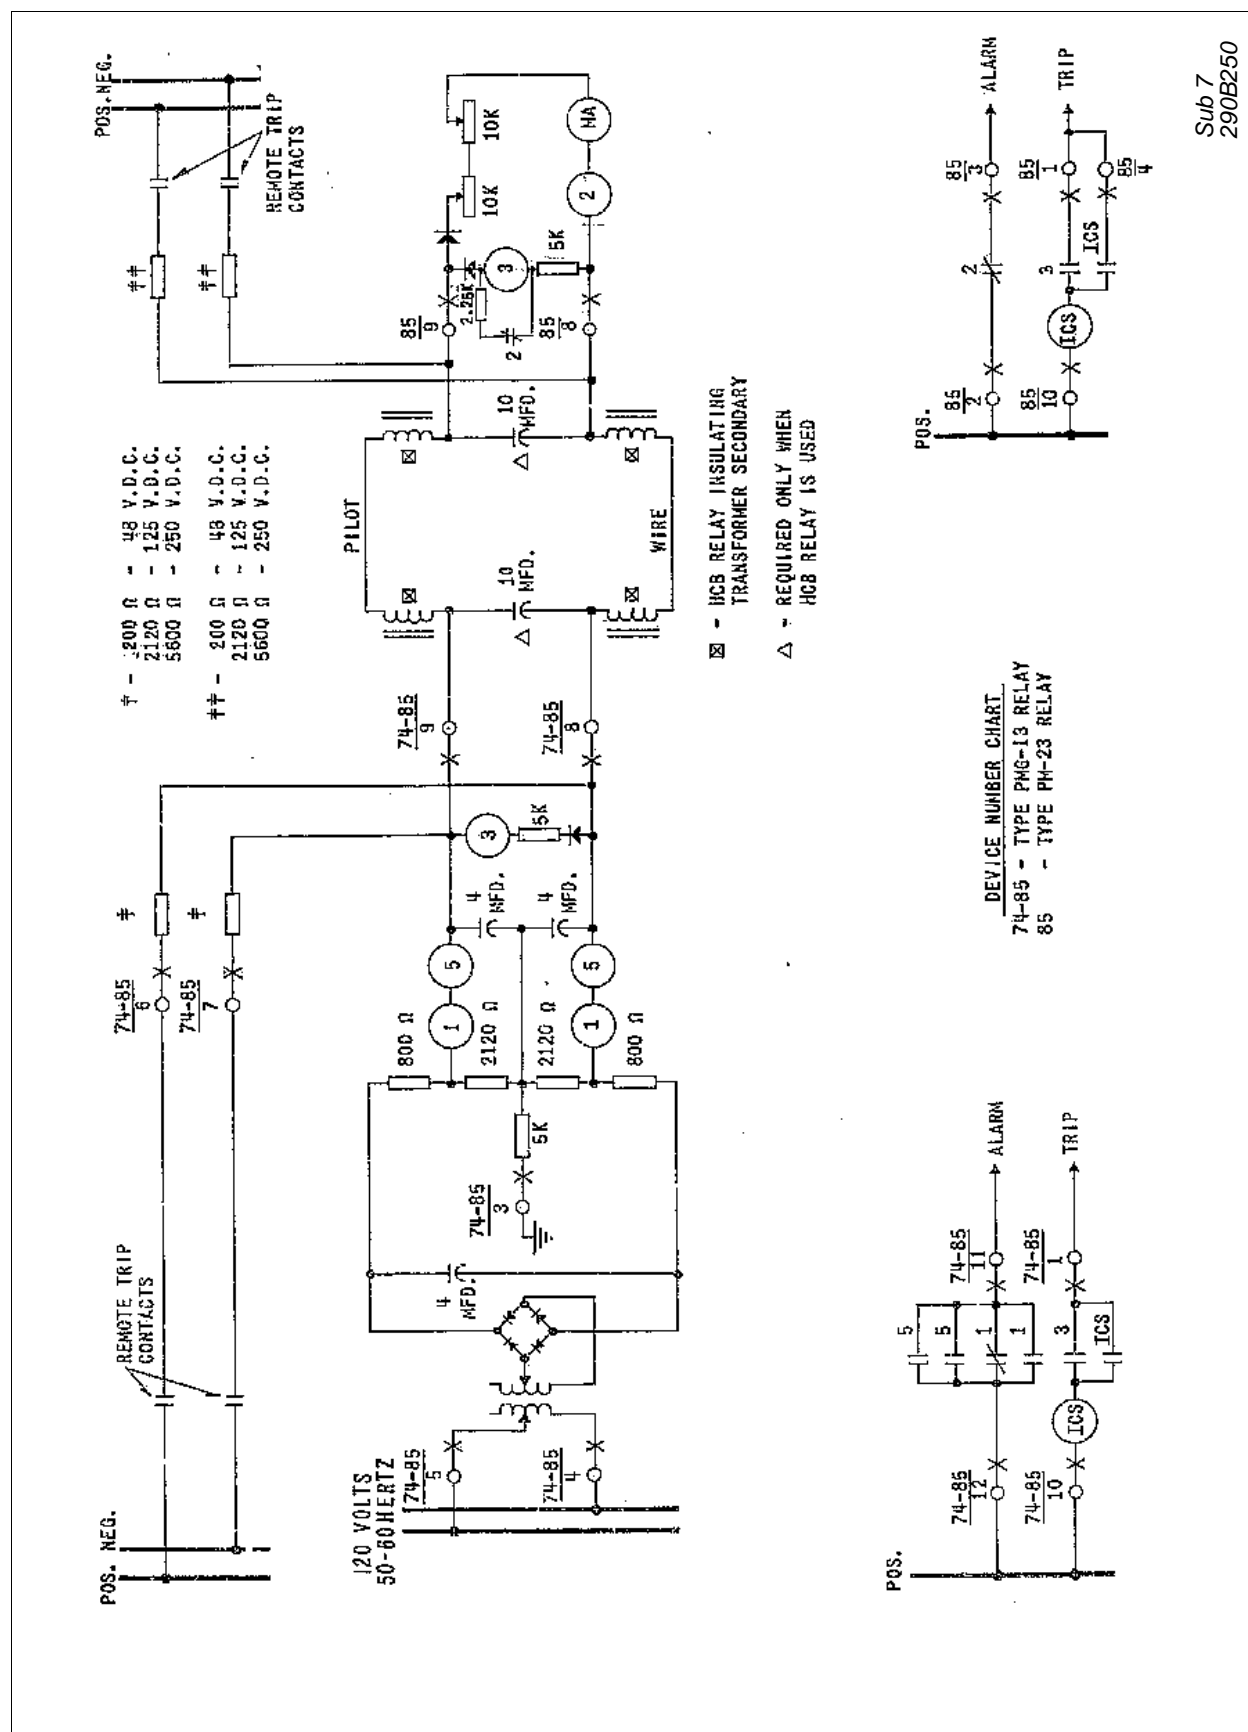 POS. NEG.
REMOTE TRIP
CONTACTS
74-85
6
74-85
7
ǂ
ǂ
ǂ - 1200 Ω - 48 V.D.C.
2120 Ω - 125 V.D.C.
5600 Ω - 250 V.D.C.
ǂǂ - 200 Ω - 48 V.D.C.
2120 Ω - 125 V.D.C.
5600 Ω - 250 V.D.C.
ǂǂ
ǂǂ
POS. NEG.
REMOTE TRIP
CONTACTS
120 VOLTS
50-60 HERTZ
74-85
5
74-85
4
4
MFD.
74-85
3
5K
800 Ω
2120 Ω
2120 Ω
800 Ω
1
5
1
5
4
MFD.
4
MFD.
3
5K
74-85
9
74-85
8
PILOT
WIRE
10
MFD.
10
MFD.
85
9
85
8
2.25K
2
3
5K
10K
10K
2
MA
⊠ - HCB RELAY INSULATING
TRANSFORMER SECONDARY
△ - REQUIRED ONLY WHEN
HCB RELAY IS USED
POS.
74-85
12
74-85
10
5
5
1
1
ICS
3
ICS
74-85
11
74-85
1
ALARM
TRIP
DEVICE NUMBER CHART
74-85 - TYPE PMG-13 RELAY
85 - TYPE PM-23 RELAY
POS.
85
2
85
10
2
ICS
3
ICS
85
3
85
1
85
4
ALARM
TRIP
Sub 7
290B250